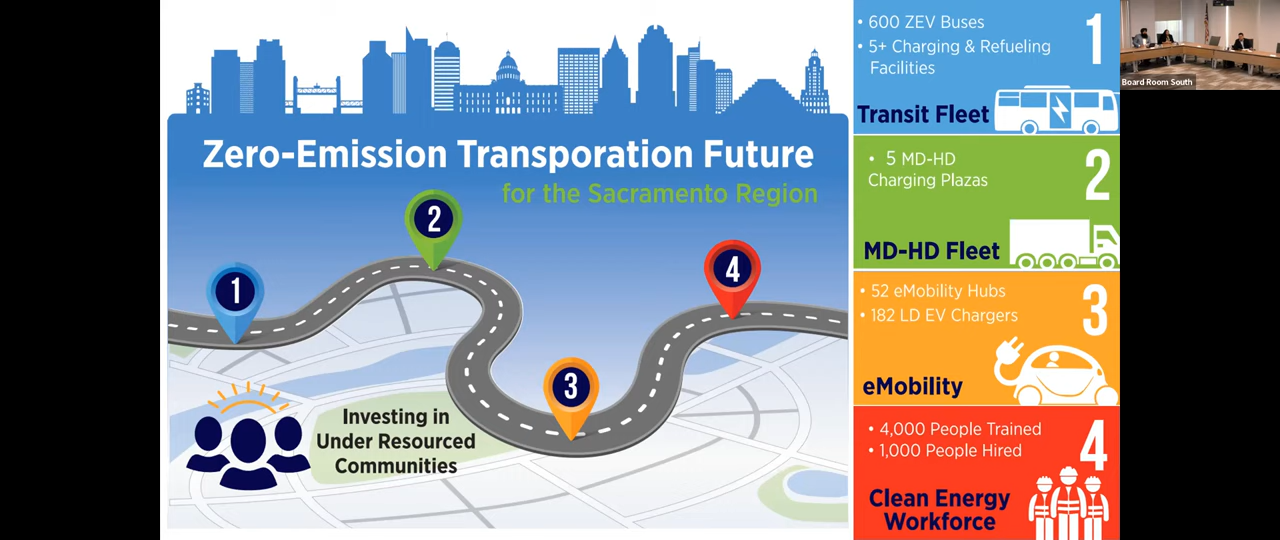 Zero-Emission Transporation Future
for the Sacramento Region
1
2
3
4
Investing in
Under Resourced
Communities
• 600 ZEV Buses
• 5+ Charging & Refueling
Facilities
1
Transit Fleet
• 5 MD-HD
Charging Plazas
2
MD-HD Fleet
• 52 eMobility Hubs
• 182 LD EV Chargers
3
eMobility
• 4,000 People Trained
• 1,000 People Hired
4
Clean Energy
Workforce
Board Room South